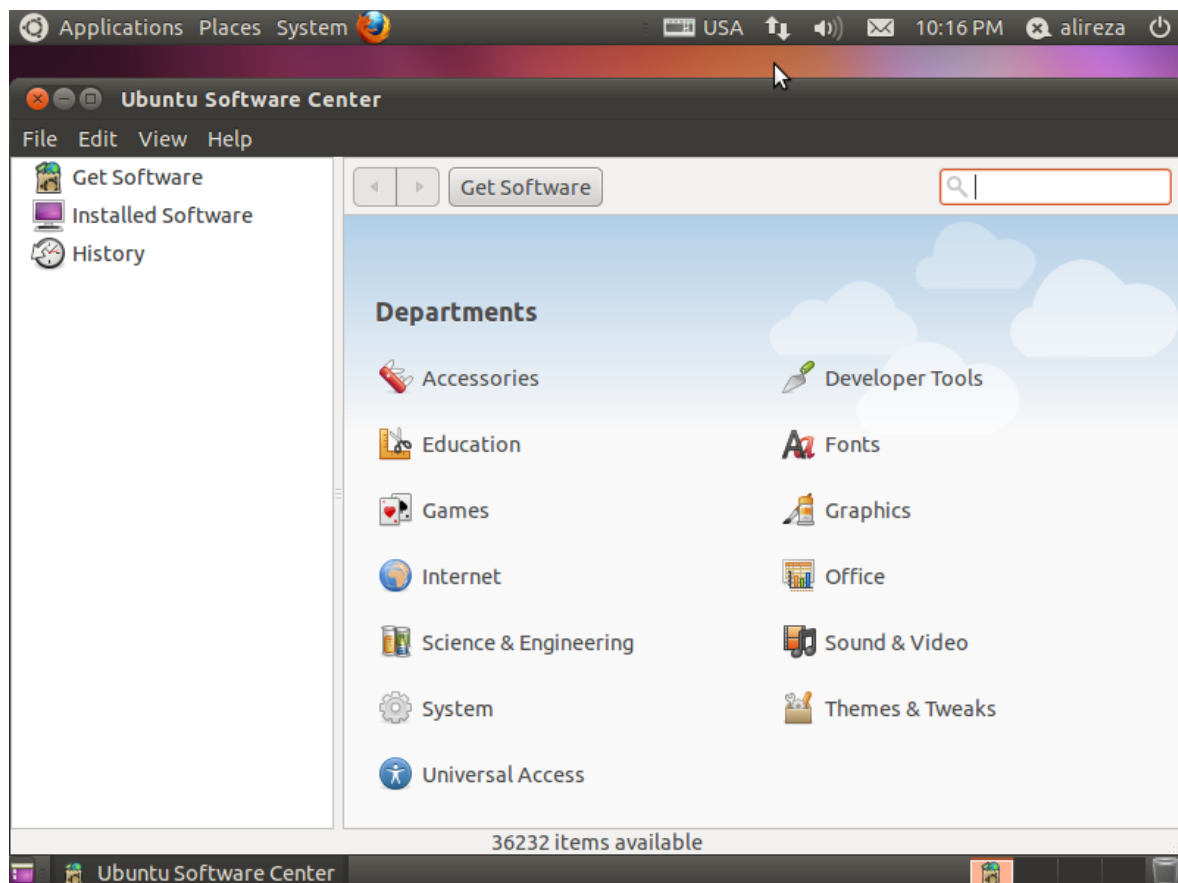 Applications Places System USA 10:16 PM alireza
Ubuntu Software Center
File Edit View Help
Get Software
Installed Software
History
Get Software
Departments
Accessories
Developer Tools
Education
Fonts
Games
Graphics
Internet
Office
Science & Engineering
Sound & Video
System
Themes & Tweaks
Universal Access
36232 items available
Ubuntu Software Center